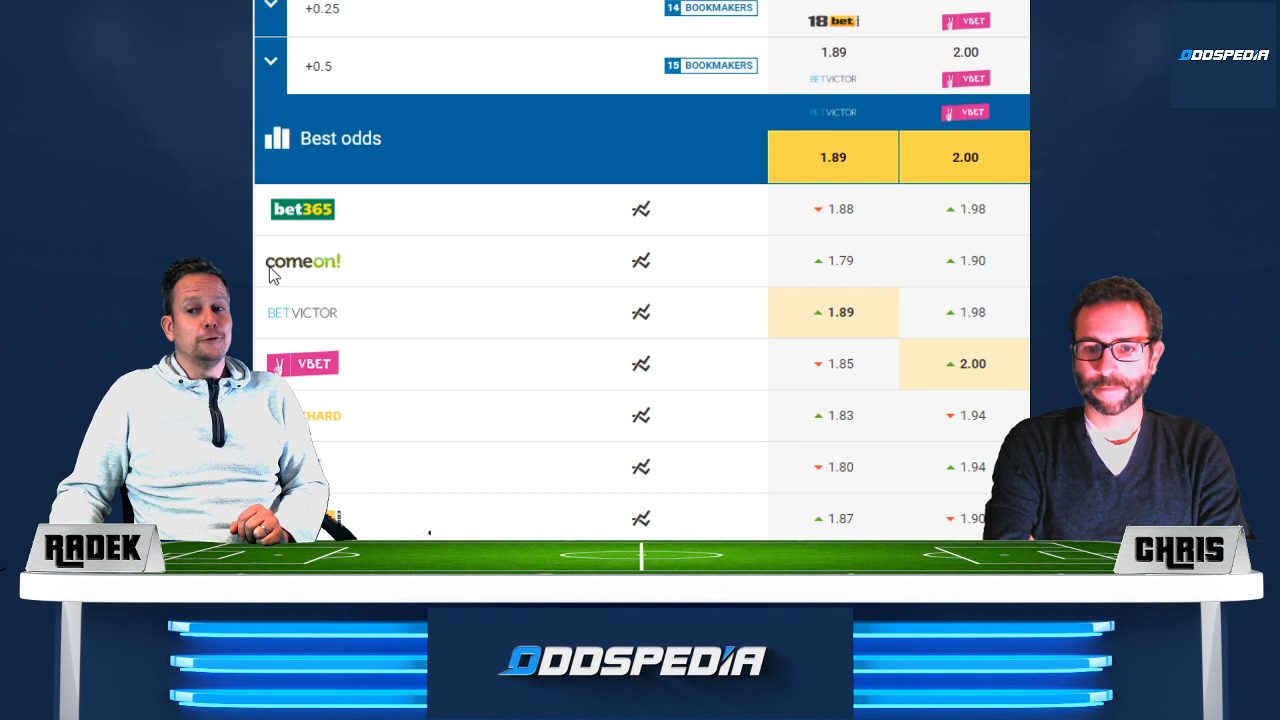 +0.25 14 BOOKMAKERS
18bet VBET
1.89 2.00
+0.5 15 BOOKMAKERS
BETVICTOR VBET
BETVICTOR VBET
Best odds
1.89 2.00
bet365 1.88 1.98
comeon! 1.79 1.90
BETVICTOR 1.89 1.98
VBET 1.85 2.00
HARD 1.83 1.94
1.80 1.94
1.87 1.90
ODDSPEDIA
RADEK
CHRIS
ODDSPEDIA